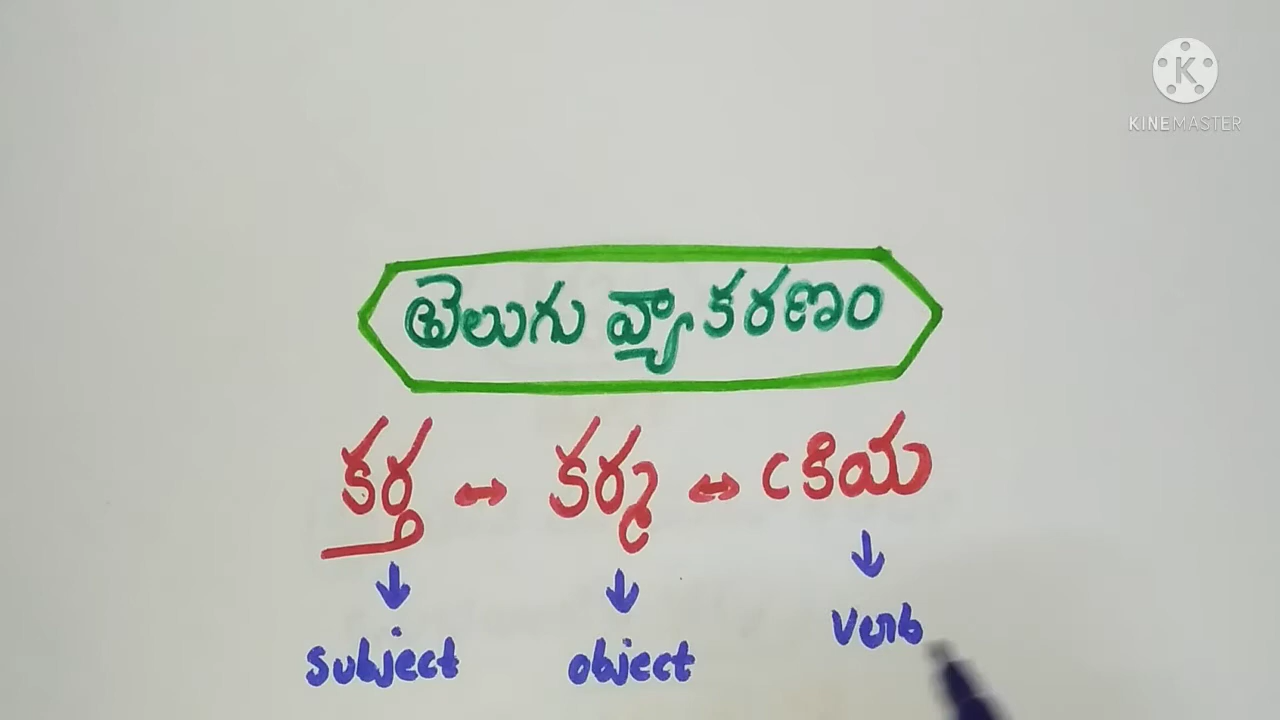 KINEMASTER
తెలుగు వ్యాకరణం
కర్త ↔ కర్మ ↔ క్రియ
↓ ↓ ↓
subject object verb